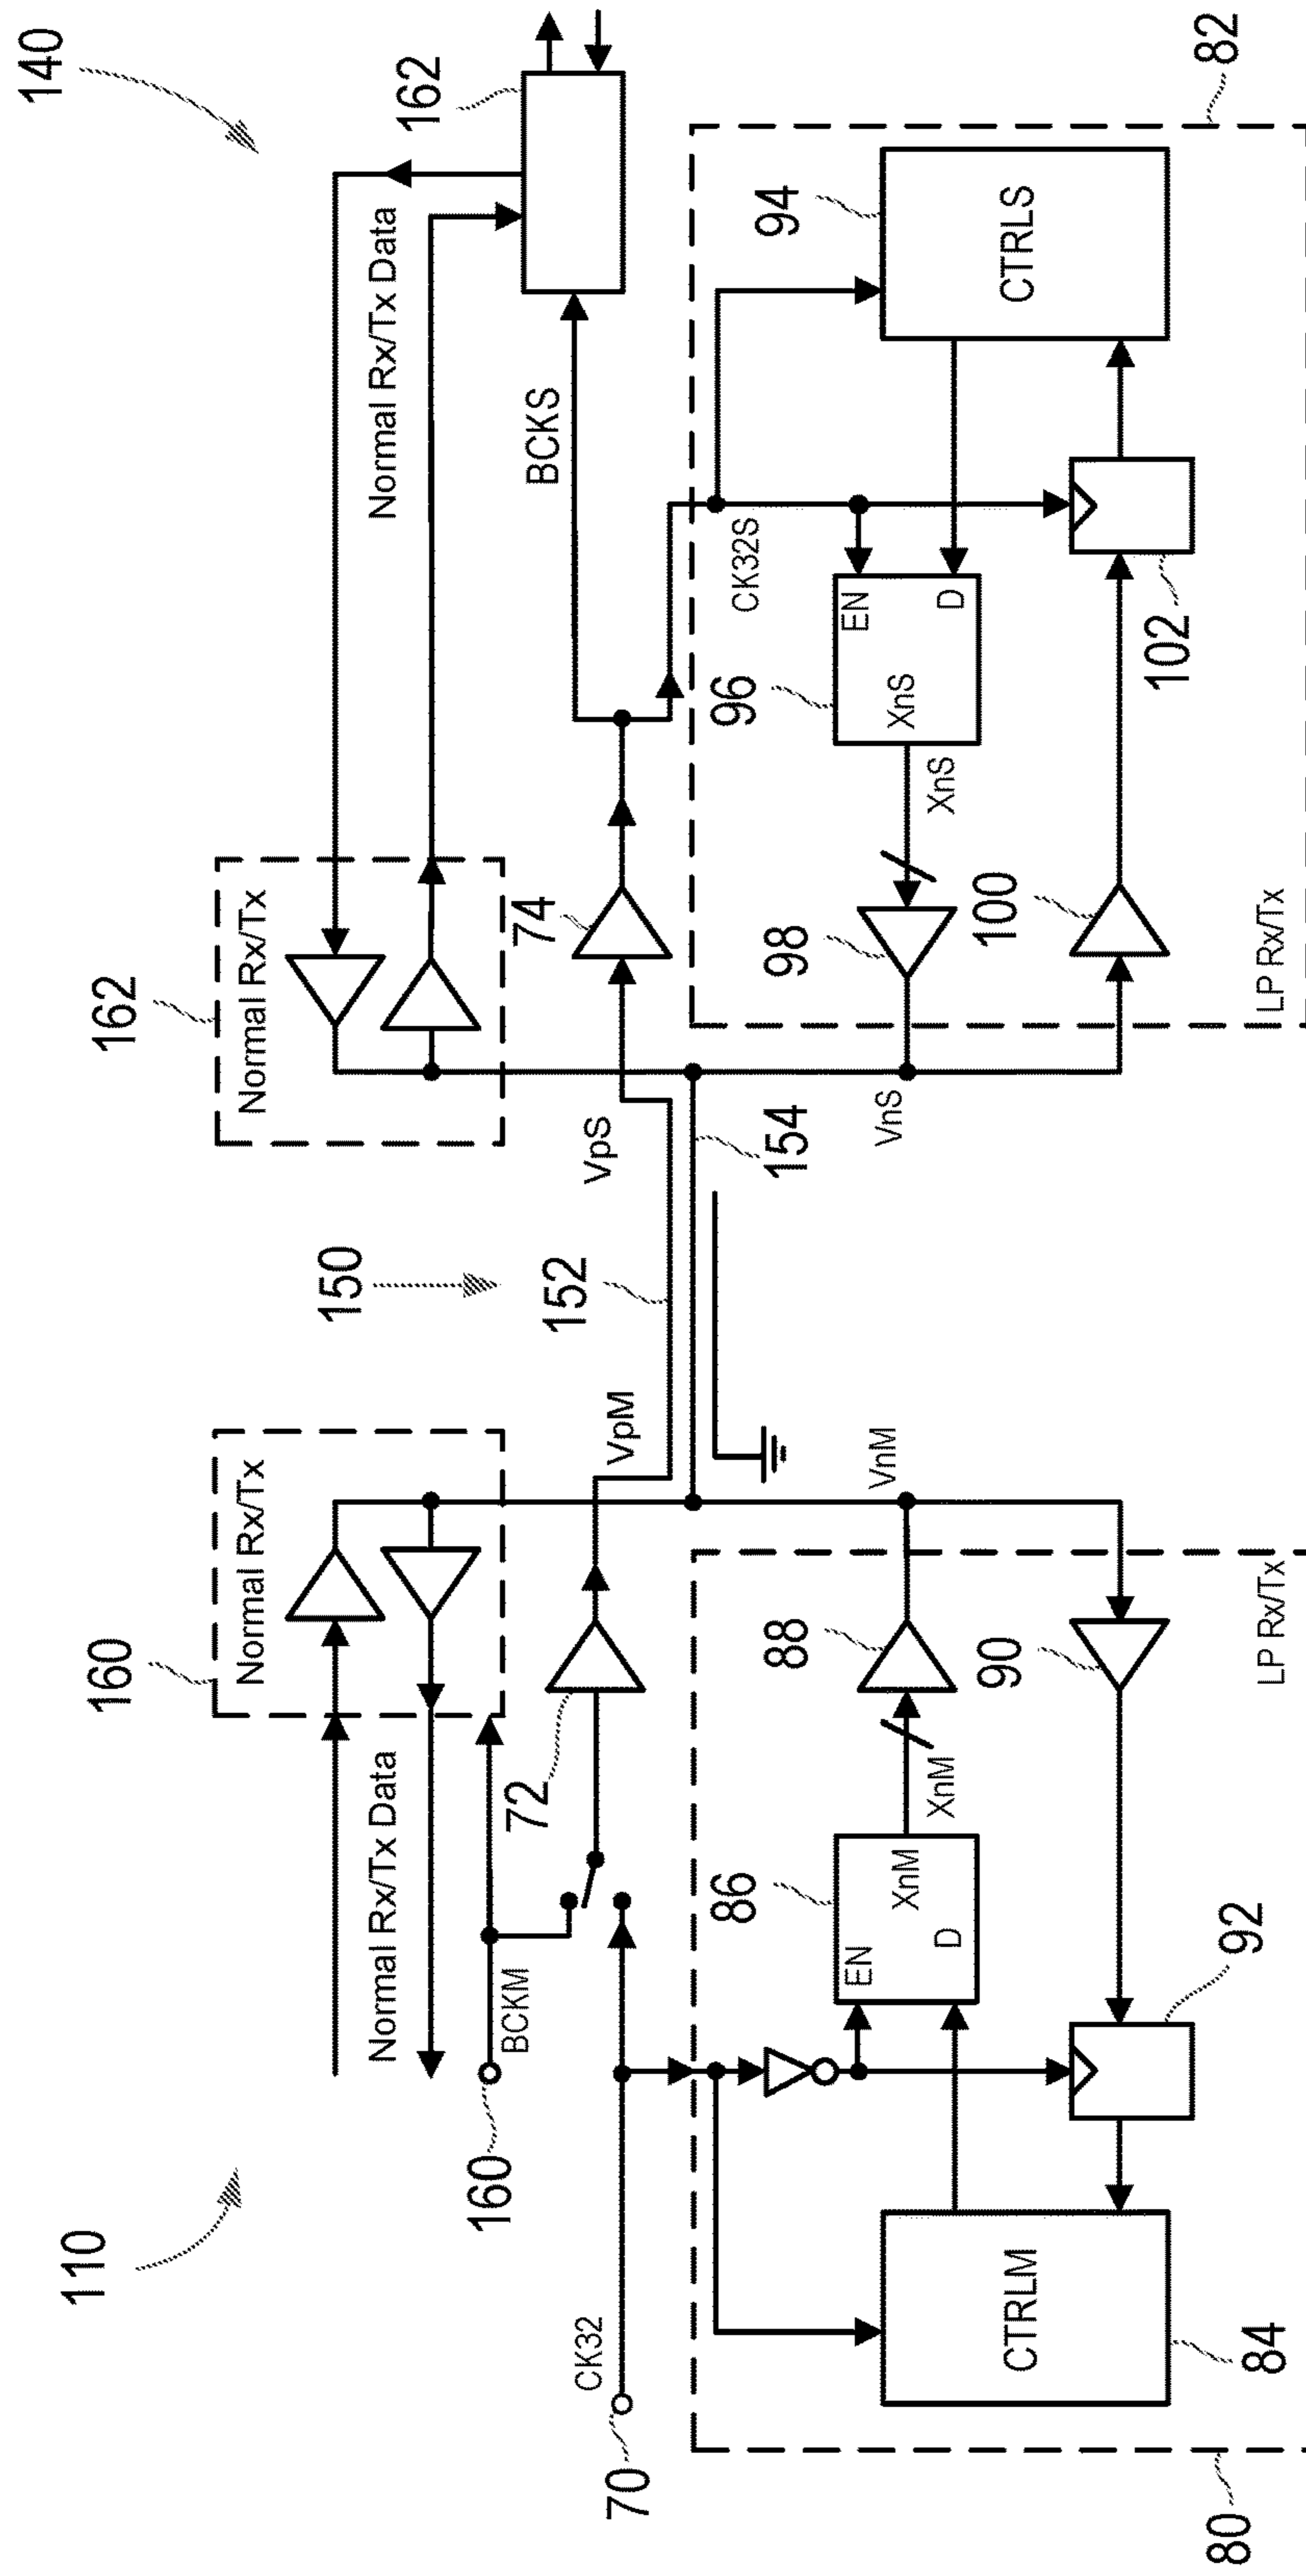 110
140
160
Normal Rx/Tx
162
Normal Rx/Tx
150
Normal Rx/Tx Data
Normal Rx/Tx Data
162
160
BCKM
72
VpM
152
VpS
74
BCKS
70
CK32
154
CK32S
82
80
86
EN
XnM
D
XnM
88
VnM
VnS
98
XnS
96
EN
XnS
D
94
CTRLS
84
CTRLM
92
90
100
102
LP Rx/Tx
LP Rx/Tx